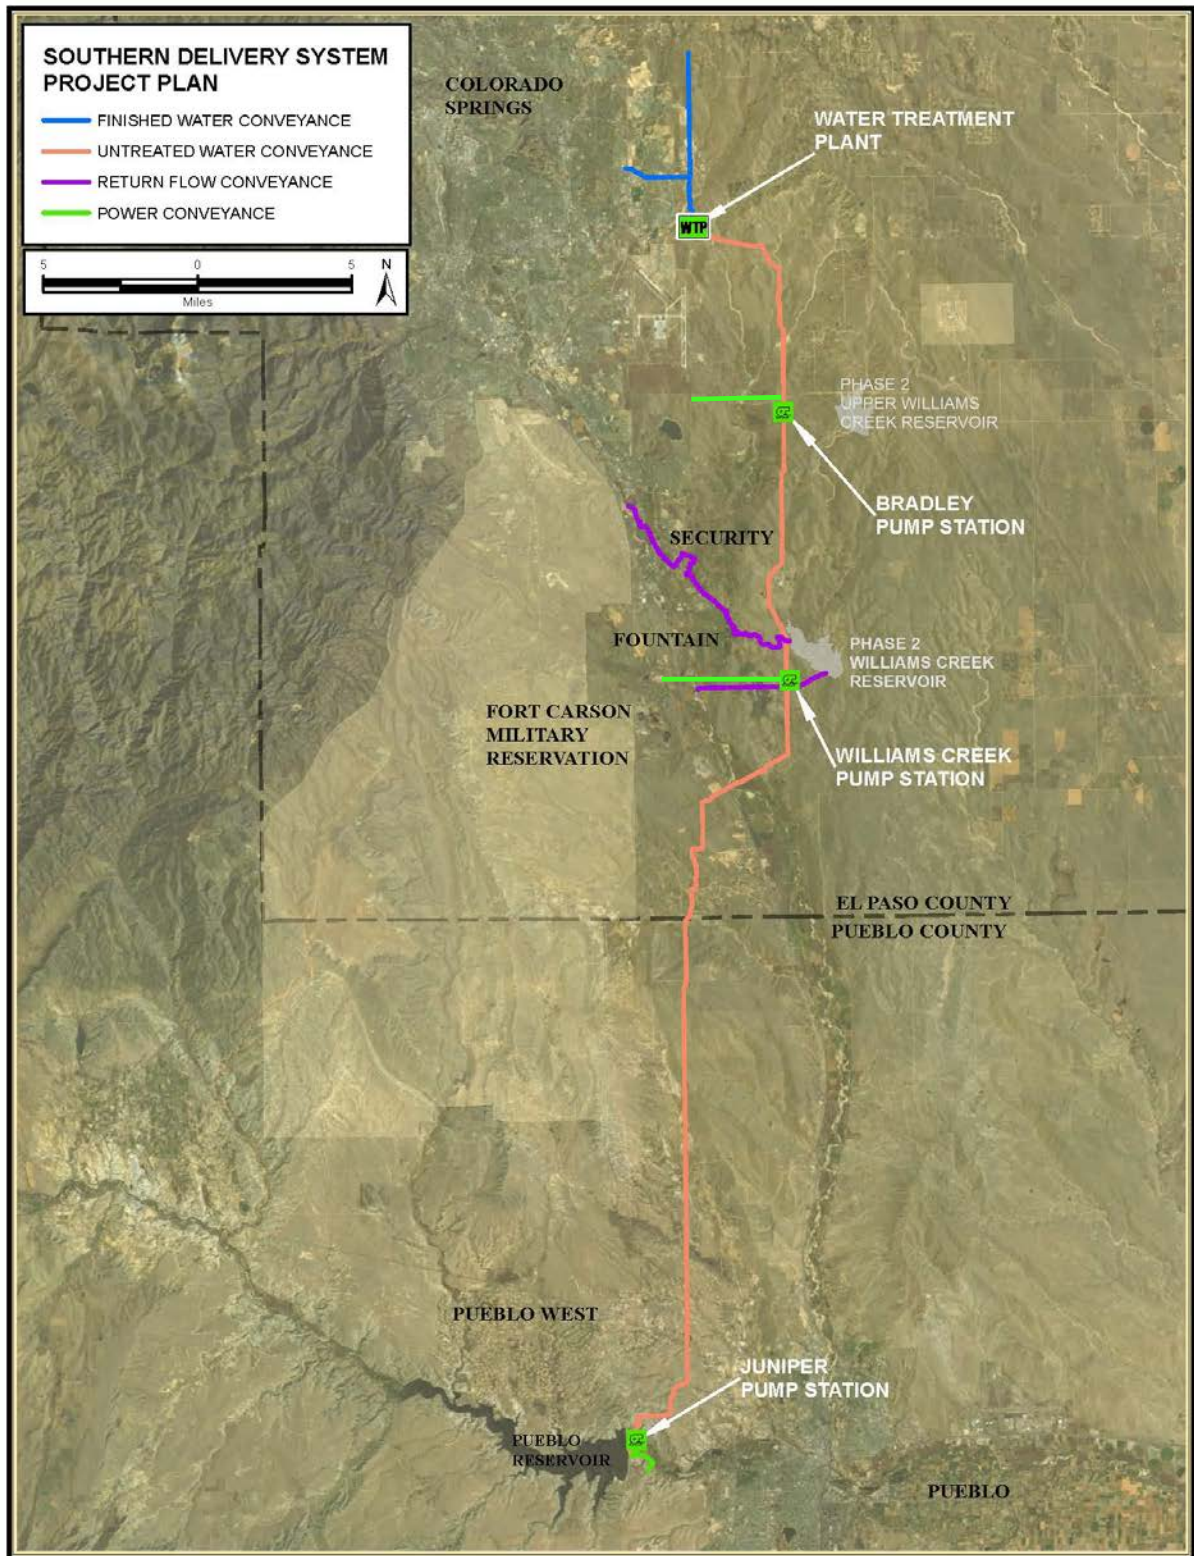 SOUTHERN DELIVERY SYSTEM
PROJECT PLAN
FINISHED WATER CONVEYANCE
UNTREATED WATER CONVEYANCE
RETURN FLOW CONVEYANCE
POWER CONVEYANCE
5 0 5
Miles
N
COLORADO
SPRINGS
WATER TREATMENT
PLANT
WTP
PHASE 2
UPPER WILLIAMS
CREEK RESERVOIR
BRADLEY
PUMP STATION
SECURITY
FOUNTAIN
PHASE 2
WILLIAMS CREEK
RESERVOIR
FORT CARSON
MILITARY
RESERVATION
WILLIAMS CREEK
PUMP STATION
EL PASO COUNTY
PUEBLO COUNTY
PUEBLO WEST
JUNIPER
PUMP STATION
PUEBLO
RESERVOIR
PUEBLO